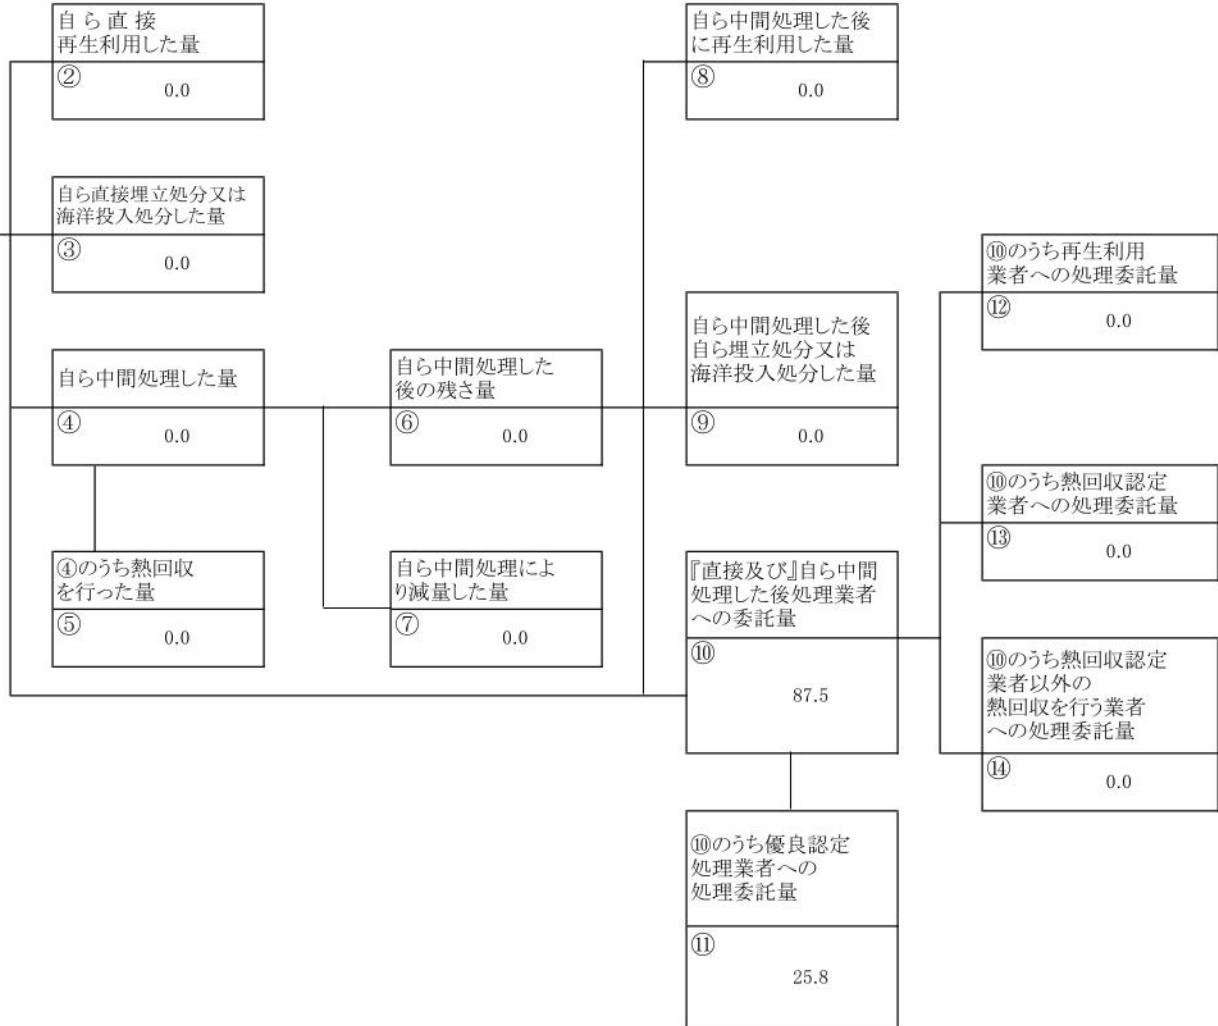 自ら直接
再生利用した量
②
0.0
自ら直接埋立処分又は
海洋投入処分した量
③
0.0
自ら中間処理した量
④
0.0
④のうち熱回収
を行った量
⑤
0.0
自ら中間処理した
後の残さ量
⑥
0.0
自ら中間処理によ
り減量した量
⑦
0.0
自ら中間処理した後
に再生利用した量
⑧
0.0
自ら中間処理した後
自ら埋立処分又は
海洋投入処分した量
⑨
0.0
『直接及び』自ら中間
処理した後処理業者
への委託量
⑩
87.5
⑩のうち優良認定
処理業者への
処理委託量
⑪
25.8
⑩のうち再生利用
業者への処理委託量
⑫
0.0
⑩のうち熱回収認定
業者への処理委託量
⑬
0.0
⑩のうち熱回収認定
業者以外の
熱回収を行う業者
への処理委託量
⑭
0.0